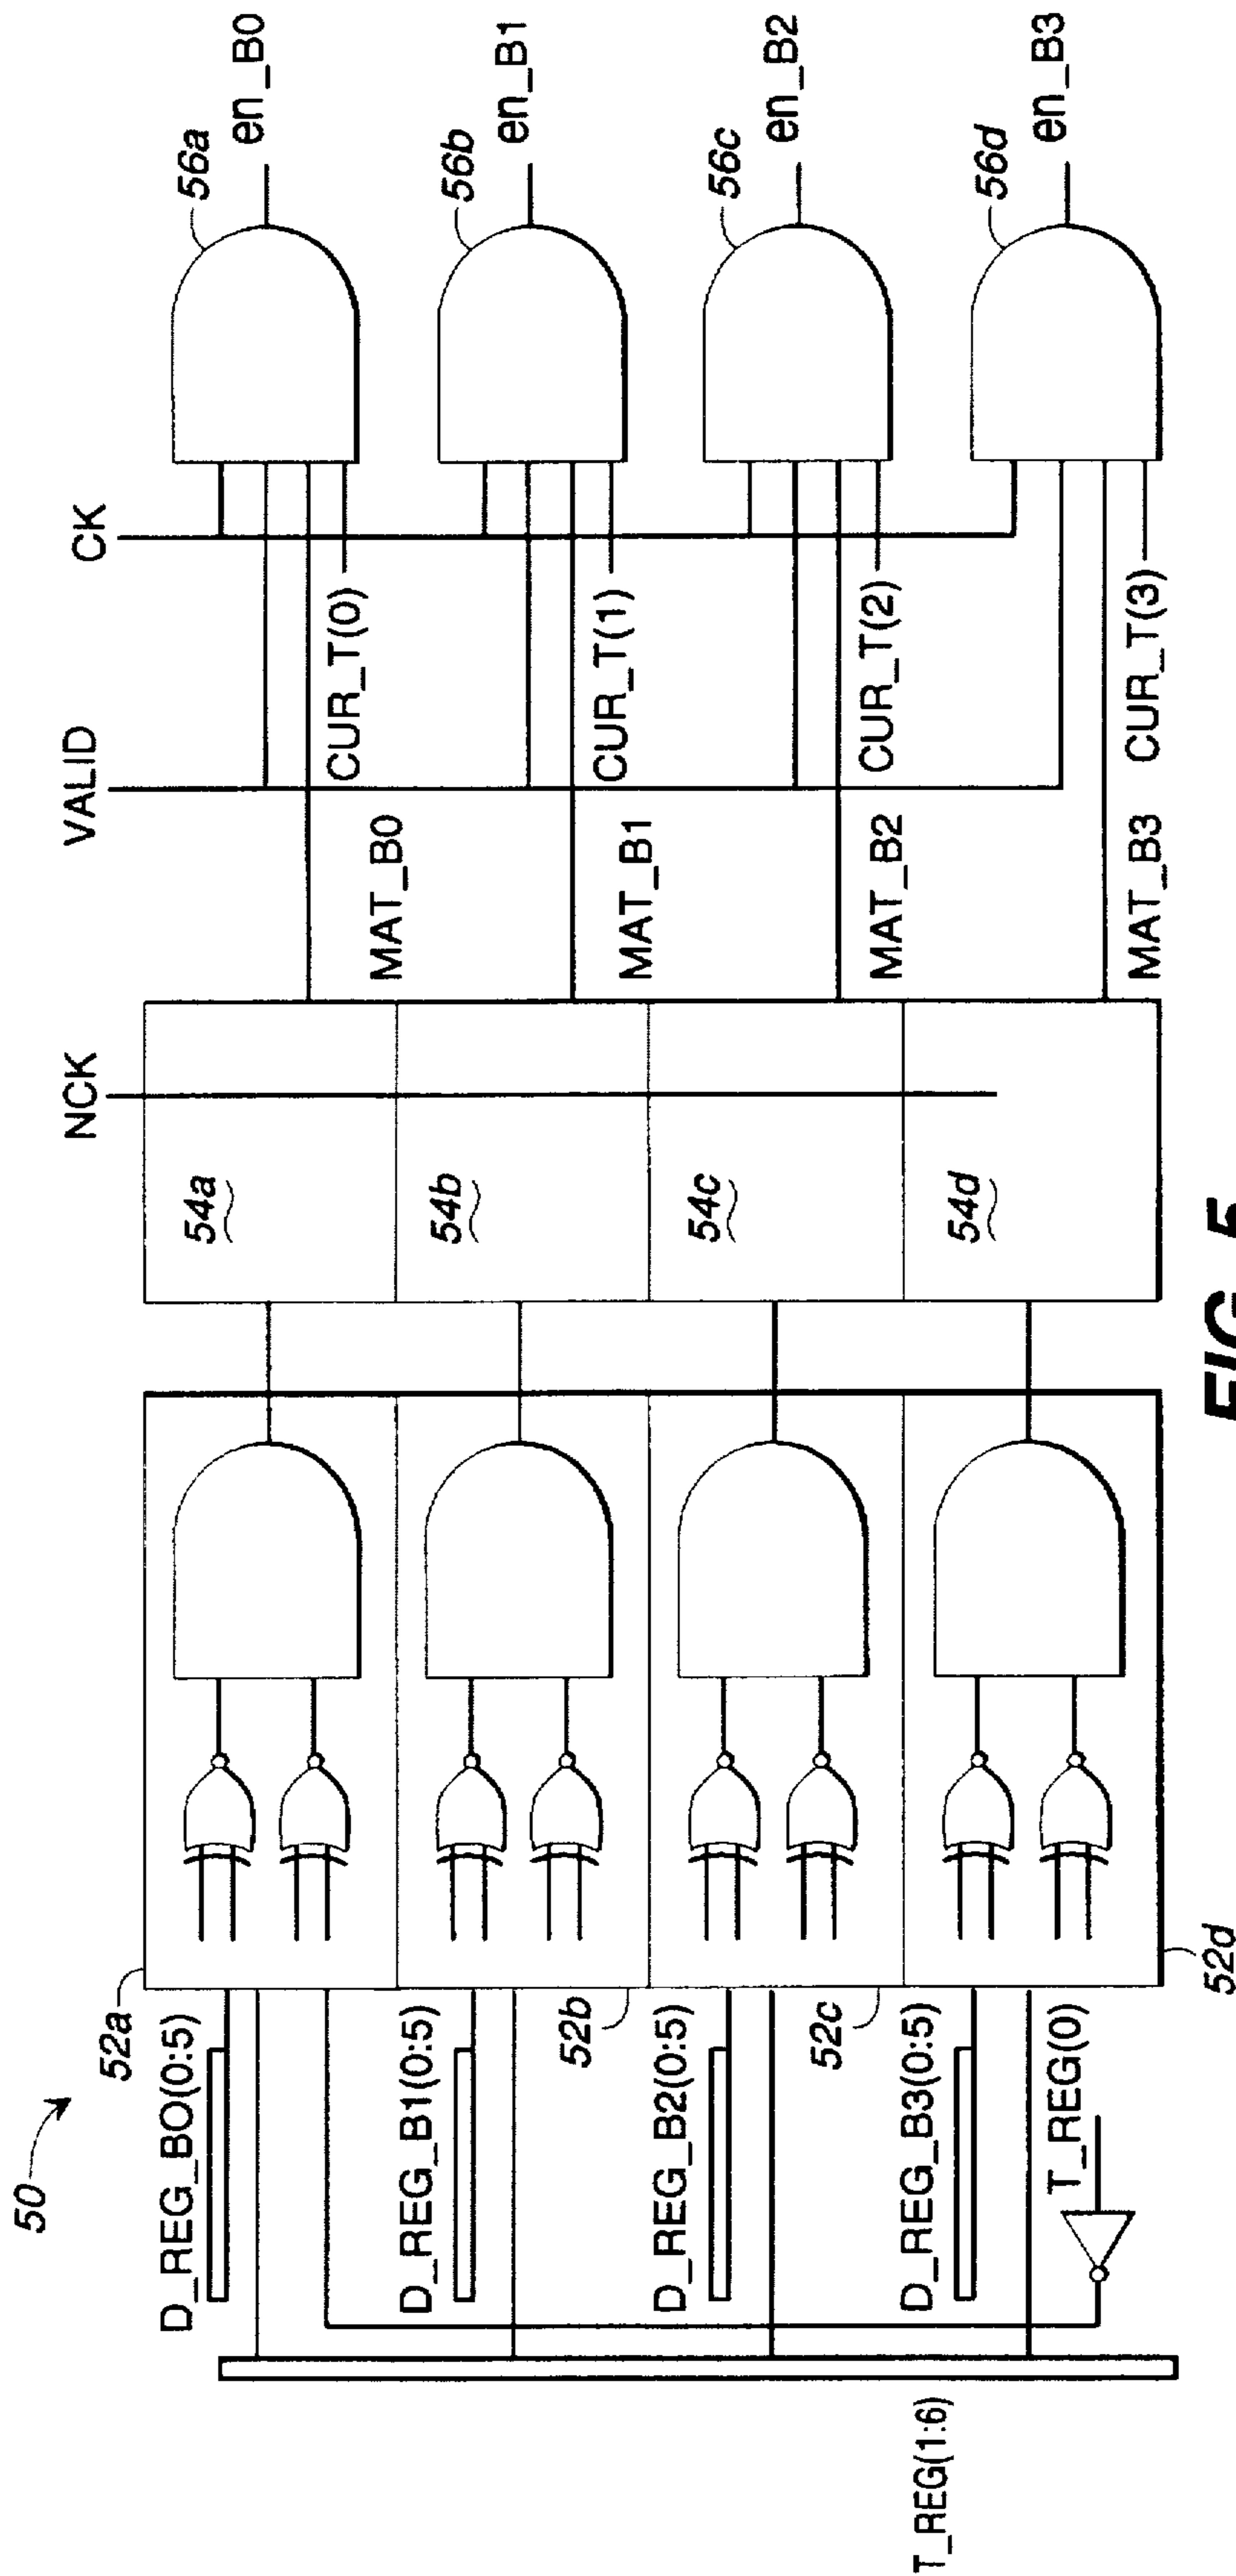 50
52a
D_REG_BO(0:5)
D_REG_B1(0:5)
52b
D_REG_B2(0:5)
52c
D_REG_B3(0:5)
T_REG(0)
52d
T_REG(1:6)
NCK
54a
54b
54c
54d
VALID
CK
MAT_B0
CUR_T(0)
MAT_B1
CUR_T(1)
MAT_B2
CUR_T(2)
MAT_B3
CUR_T(3)
56a
en_B0
56b
en_B1
56c
en_B2
56d
en_B3
FIG. 5